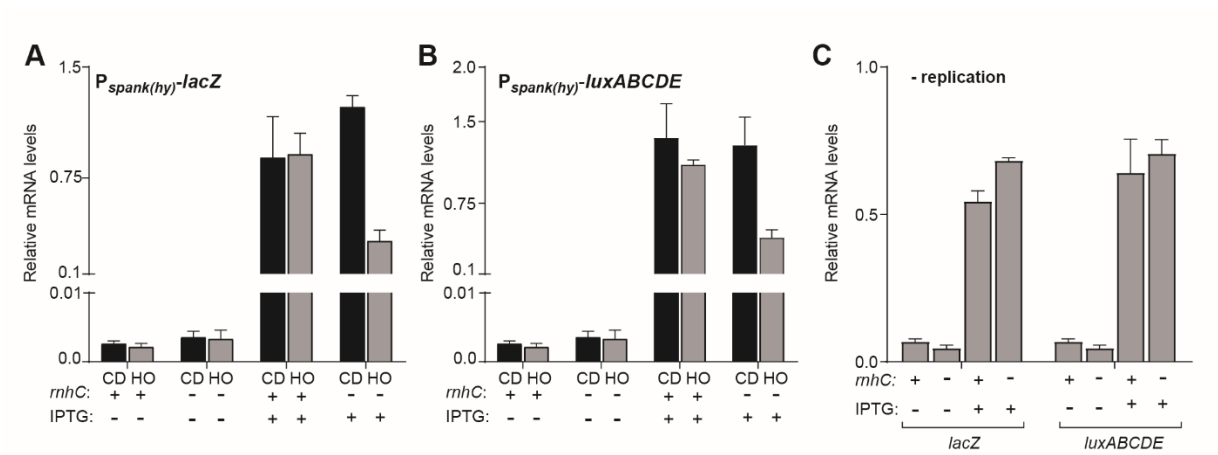 A
P_spank(hy)-lacZ
Relative mRNA levels
1.5
0.75
0.1
0.01
0.0
CD HO CD HO CD HO CD HO
rnhC: + + - - + + - -
IPTG: - - - - + + + +
B
P_spank(hy)-luxABCDE
Relative mRNA levels
2.0
1.5
0.75
0.1
0.01
0.0
CD HO CD HO CD HO CD HO
rnhC: + + - - + + - -
IPTG: - - - - + + + +
C
- replication
Relative mRNA levels
1.0
0.5
0.0
rnhC: + - + - + - + -
IPTG: - - + + - - + +
lacZ luxABCDE